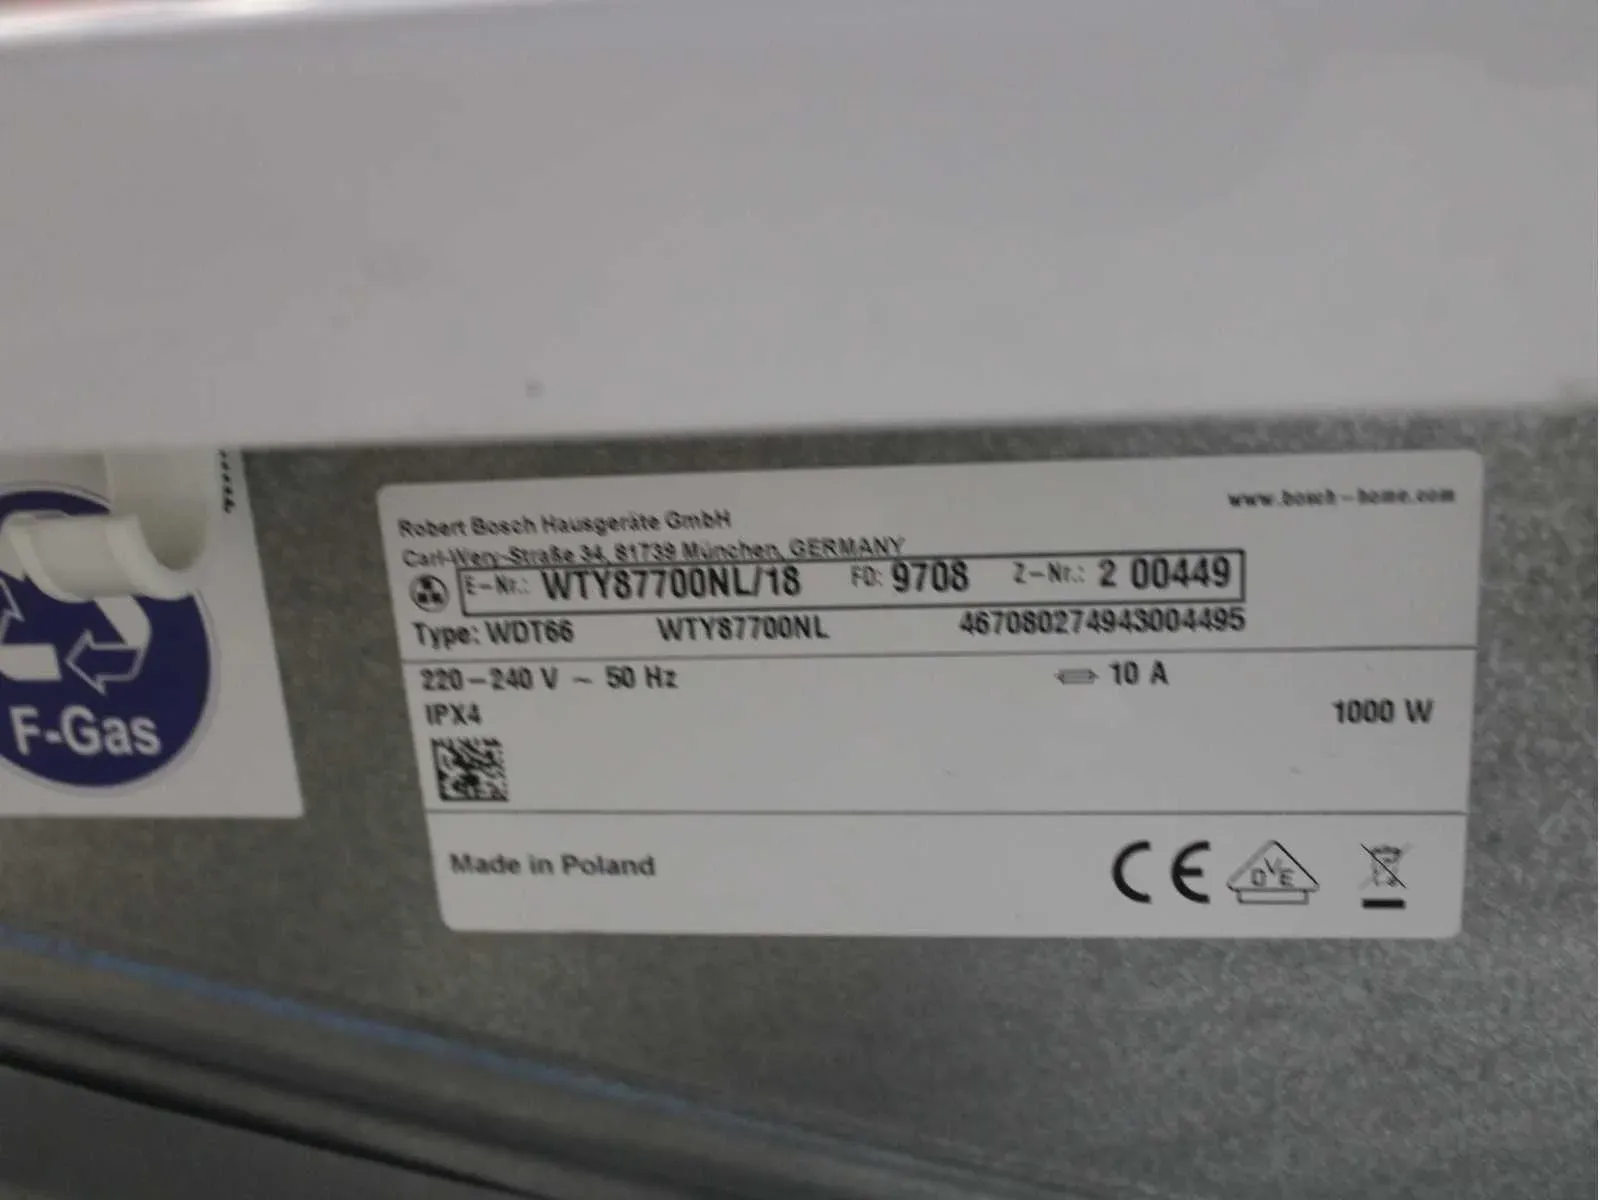 www.bosch-home.com
Robert Bosch Hausgeräte GmbH
Carl-Wery-Straße 34, 81739 München, GERMANY
E-Nr.: WTY87700NL/18 FD: 9708 Z-Nr.: 2 00449
Type: WDT66 WTY87700NL 467080274943004495
220-240 V ~ 50 Hz 10 A
IPX4
1000 W
F-Gas
Made in Poland
CE
DVE